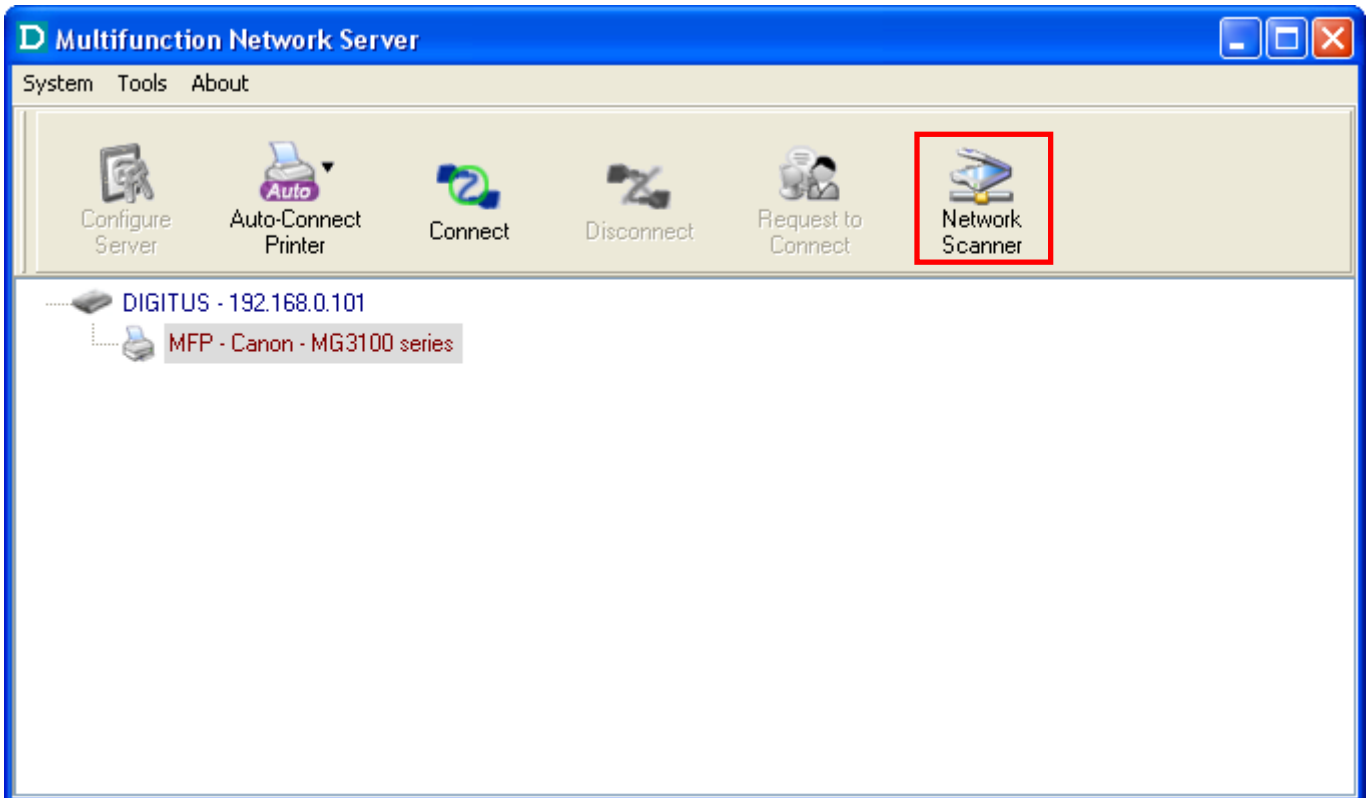 D Multifunction Network Server
System Tools About
Auto
Configure
Server
Auto-Connect
Printer
Connect
Disconnect
Request to
Connect
Network
Scanner
DIGITUS - 192.168.0.101
MFP - Canon - MG3100 series